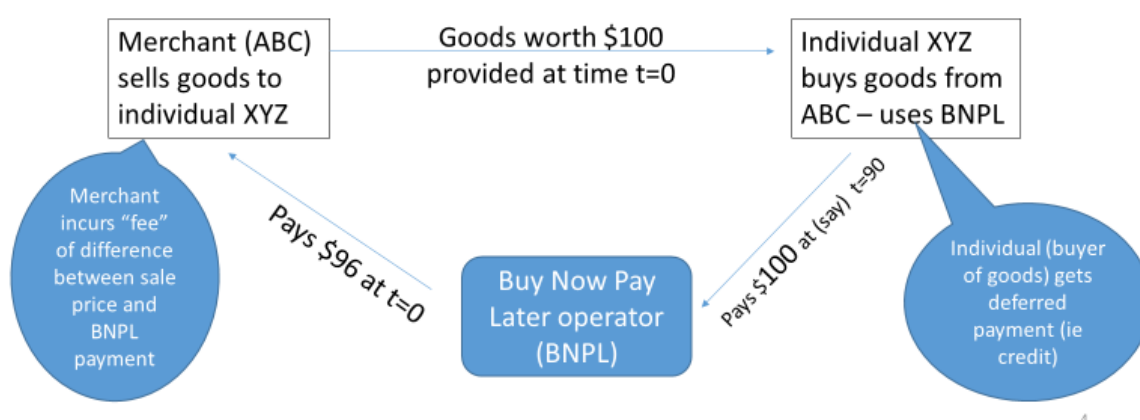 Merchant (ABC)
sells goods to
individual XYZ
Goods worth $100
provided at time t=0
Individual XYZ
buys goods from
ABC – uses BNPL
Merchant
incurs “fee”
of difference
between sale
price and
BNPL
payment
Pays $96 at t=0
Buy Now Pay
Later operator
(BNPL)
Pays $100 at (say) t=90
Individual (buyer
of goods) gets
deferred
payment (ie
credit)
4